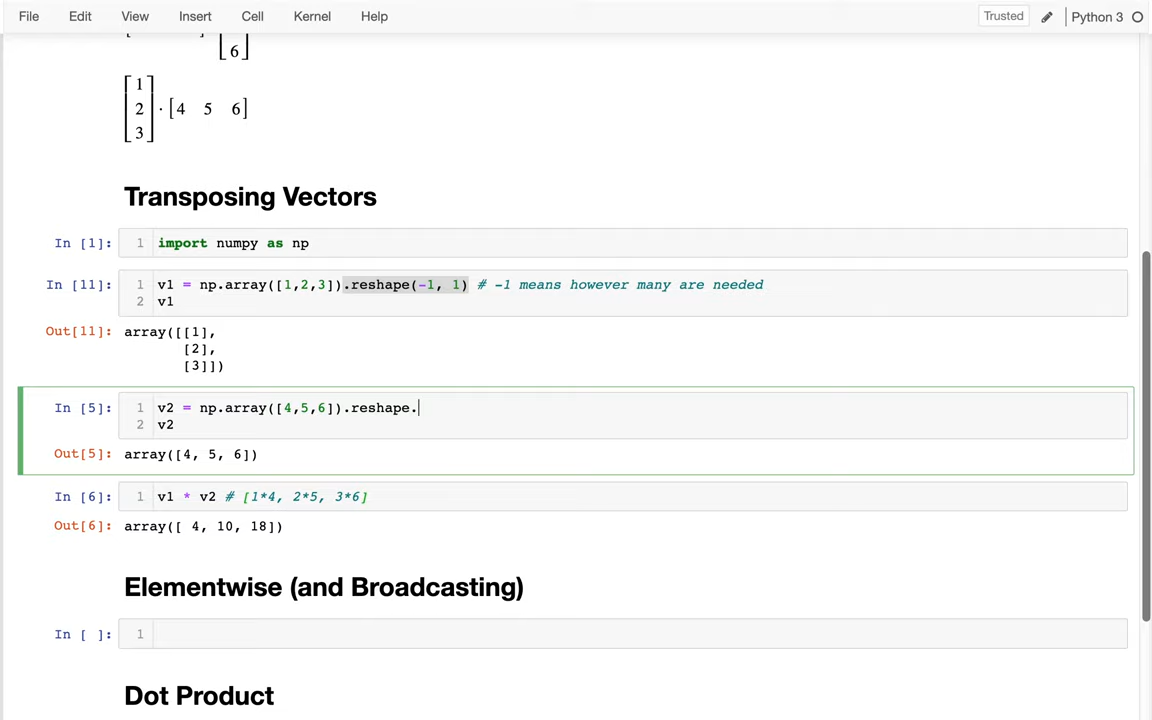 File Edit View Insert Cell Kernel Help Trusted Python 3
6
1
2 · [4 5 6]
3
Transposing Vectors
In [1]: 1 import numpy as np
In [11]: 1 v1 = np.array([1,2,3]).reshape(-1, 1) # -1 means however many are needed
2 v1
Out[11]: array([[1],
[2],
[3]])
In [5]: 1 v2 = np.array([4,5,6]).reshape.
2 v2
Out[5]: array([4, 5, 6])
In [6]: 1 v1 * v2 # [1*4, 2*5, 3*6]
Out[6]: array([ 4, 10, 18])
Elementwise (and Broadcasting)
In [ ]: 1
Dot Product